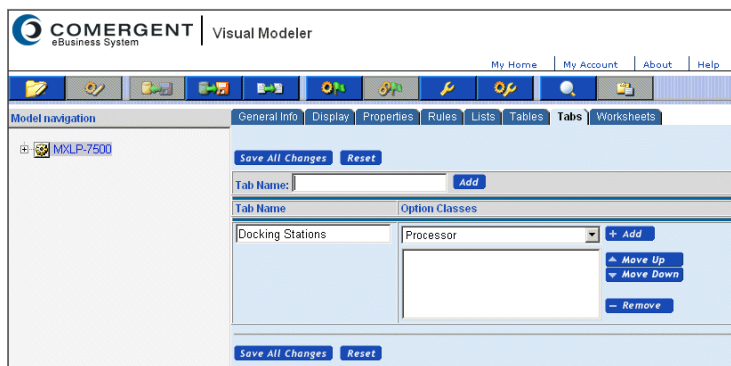 COMERGENT
eBusiness System
Visual Modeler
My Home My Account About Help
Model navigation
General Info Display Properties Rules Lists Tables Tabs Worksheets
MXLP-7500
Save All Changes Reset
Tab Name: Add
Tab Name Option Classes
Docking Stations Processor + Add
Move Up
Move Down
– Remove
Save All Changes Reset